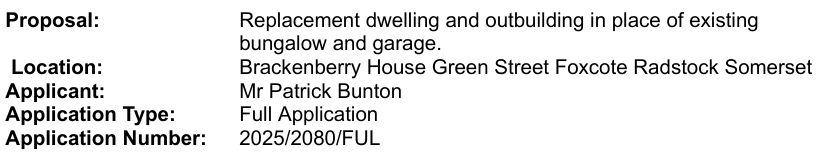 Proposal: Replacement dwelling and outbuilding in place of existing
bungalow and garage.
Location: Brackenberry House Green Street Foxcote Radstock Somerset
Applicant: Mr Patrick Bunton
Application Type: Full Application
Application Number: 2025/2080/FUL